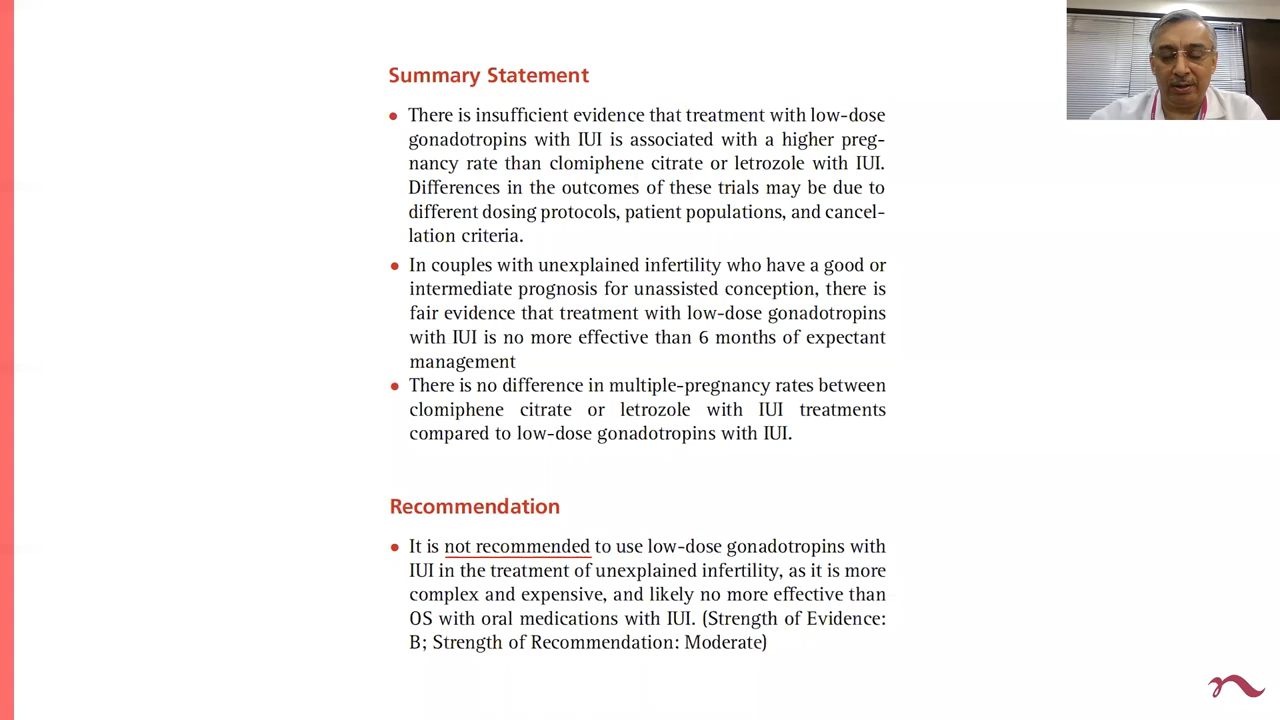 Summary Statement
● There is insufficient evidence that treatment with low-dose
gonadotropins with IUI is associated with a higher preg-
nancy rate than clomiphene citrate or letrozole with IUI.
Differences in the outcomes of these trials may be due to
different dosing protocols, patient populations, and cancel-
lation criteria.
● In couples with unexplained infertility who have a good or
intermediate prognosis for unassisted conception, there is
fair evidence that treatment with low-dose gonadotropins
with IUI is no more effective than 6 months of expectant
management
● There is no difference in multiple-pregnancy rates between
clomiphene citrate or letrozole with IUI treatments
compared to low-dose gonadotropins with IUI.
Recommendation
● It is not recommended to use low-dose gonadotropins with
IUI in the treatment of unexplained infertility, as it is more
complex and expensive, and likely no more effective than
OS with oral medications with IUI. (Strength of Evidence:
B; Strength of Recommendation: Moderate)